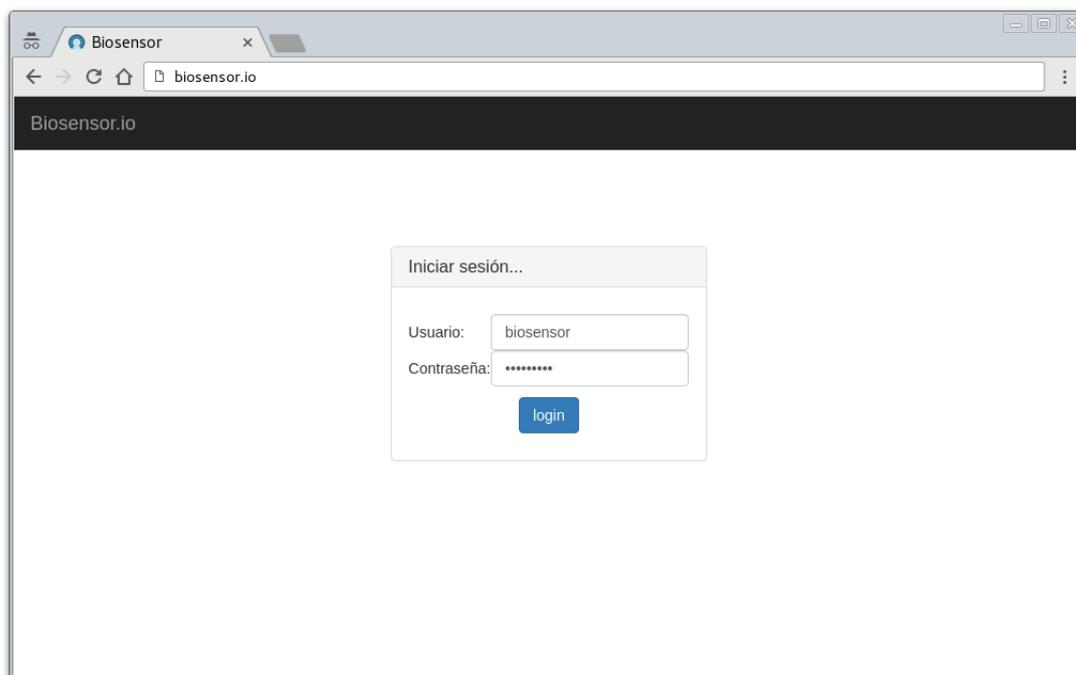 Biosensor
biosensor.io
Biosensor.io
Iniciar sesión...
Usuario: biosensor
Contraseña: •••••••••
login